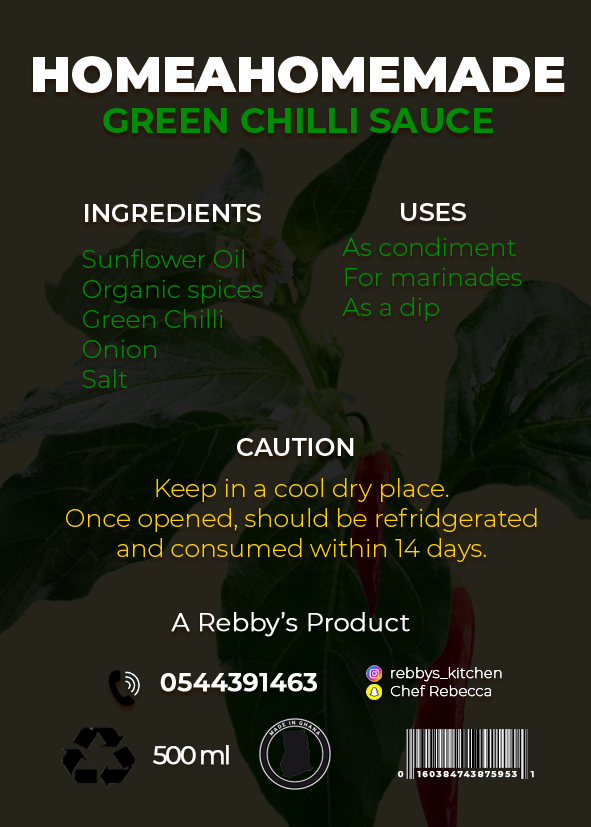 HOMEAHOMEMADE
GREEN CHILLI SAUCE
INGREDIENTS
Sunflower Oil
Organic spices
Green Chilli
Onion
Salt
USES
As condiment
For marinades
As a dip
CAUTION
Keep in a cool dry place.
Once opened, should be refridgerated
and consumed within 14 days.
A Rebby’s Product
0544391463
rebbys_kitchen
Chef Rebecca
500 ml
MADE IN GHANA
0 160384743875953 1